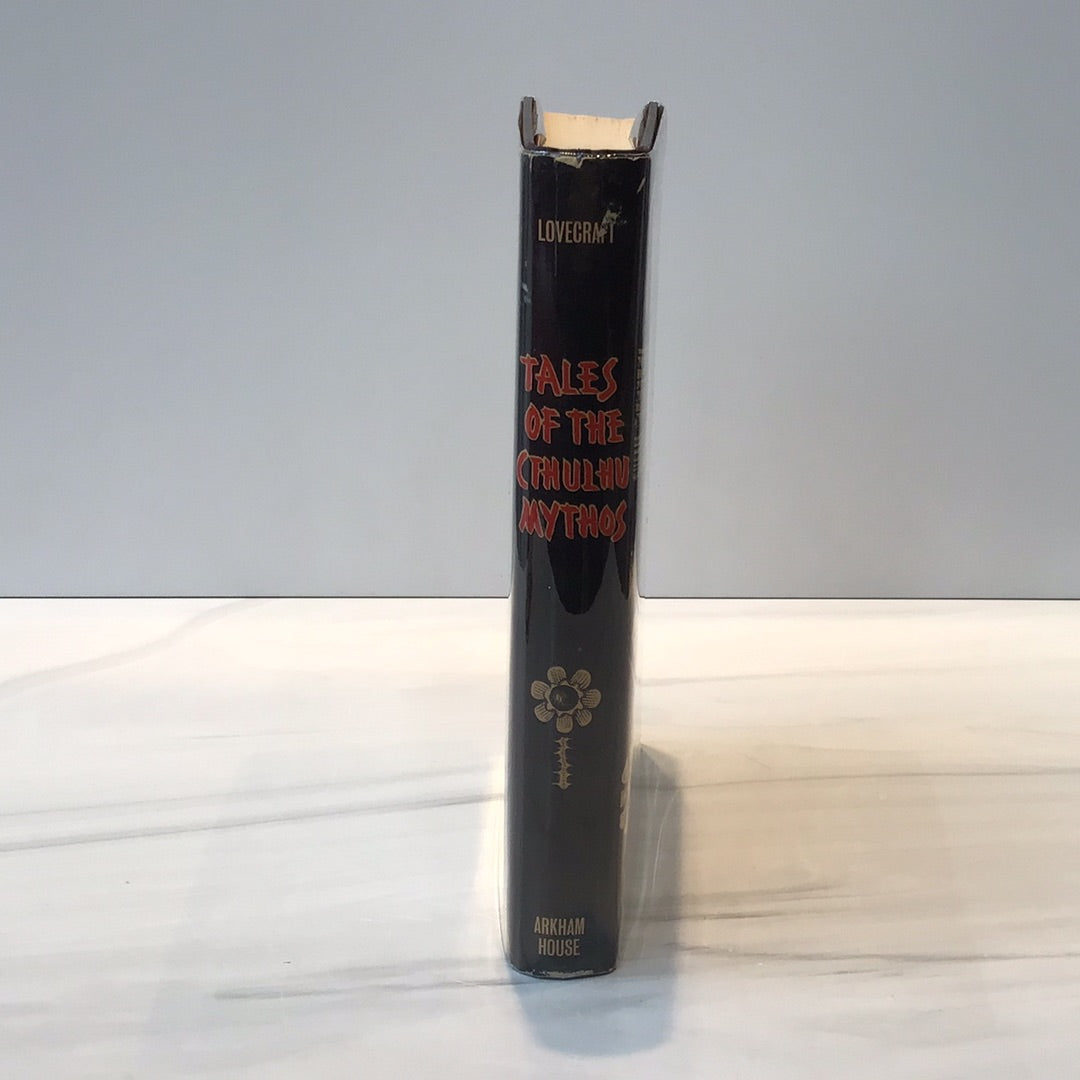 LOVECRAFT
TALES
OF THE
CTHULHU
MYTHOS
ARKHAM
HOUSE